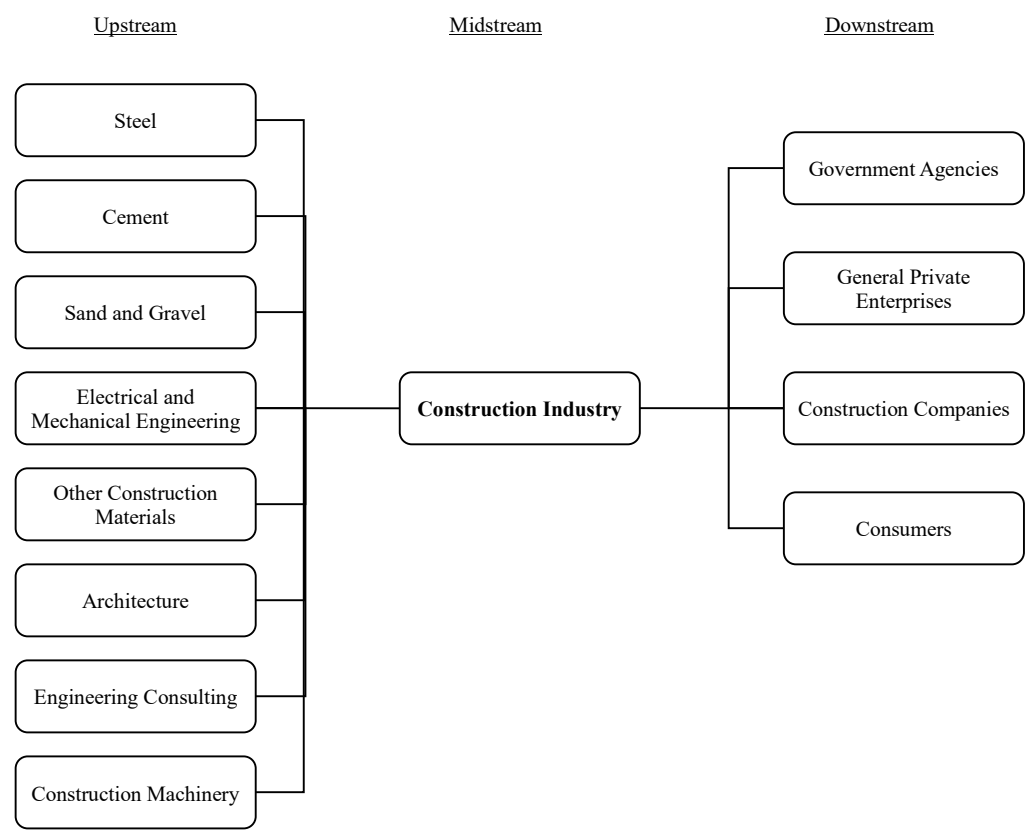 Upstream
Midstream
Downstream
Steel
Cement
Sand and Gravel
Electrical and
Mechanical Engineering
Other Construction
Materials
Architecture
Engineering Consulting
Construction Machinery
Construction Industry
Government Agencies
General Private
Enterprises
Construction Companies
Consumers